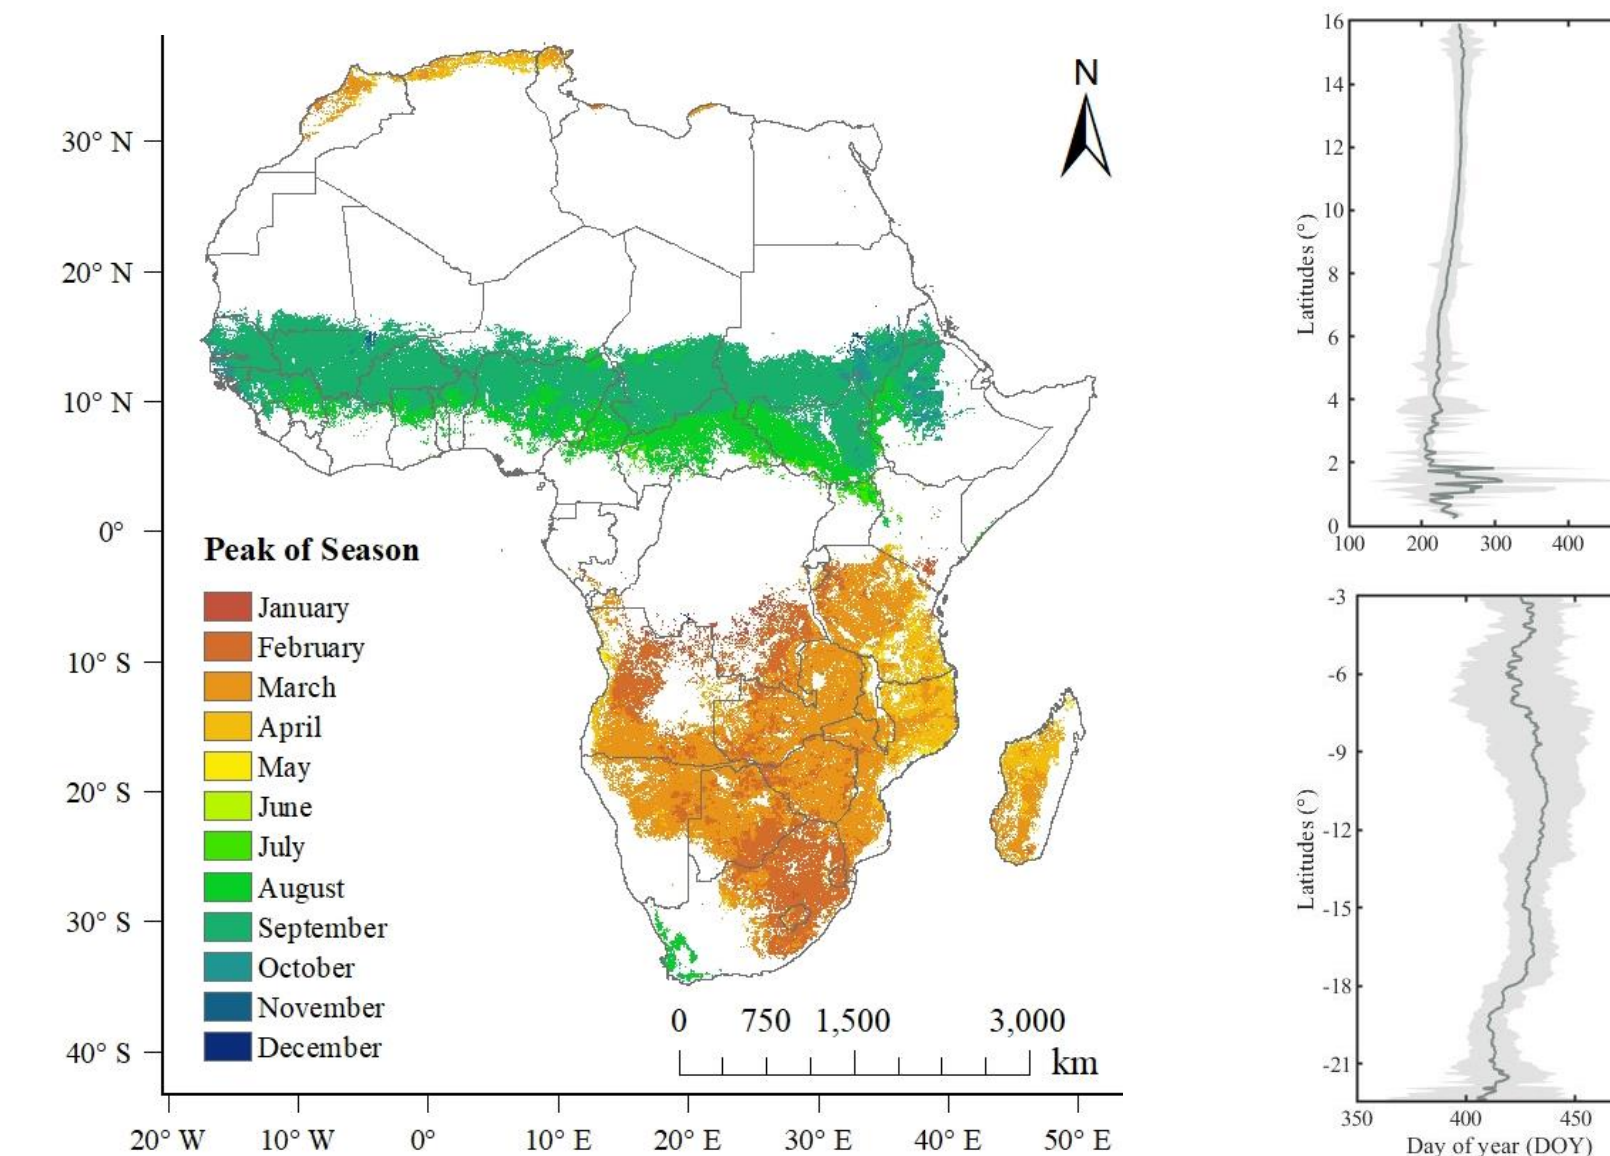 N
30° N
20° N
10° N
0°
10° S
20° S
30° S
40° S
Peak of Season
January
February
March
April
May
June
July
August
September
October
November
December
0 750 1,500 3,000
km
20° W 10° W 0° 10° E 20° E 30° E 40° E 50° E
16
14
12
10
8
6
4
2
0
Latitudes (°)
100 200 300 400
-3
-6
-9
-12
-15
-18
-21
Latitudes (°)
350 400 450
Day of year (DOY)